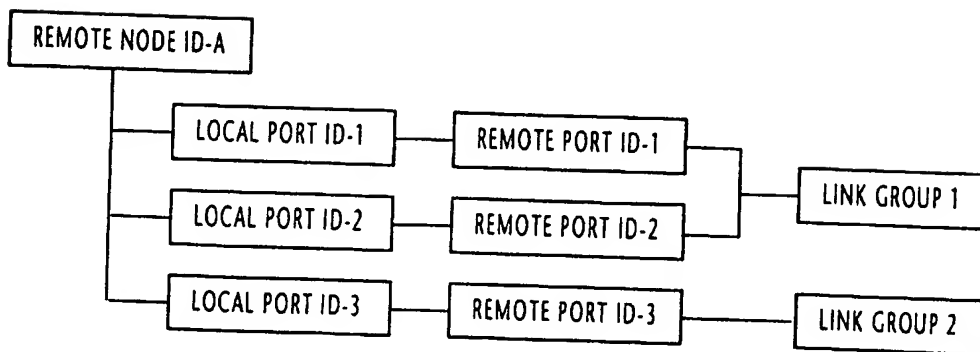 REMOTE NODE ID-A
LOCAL PORT ID-1
REMOTE PORT ID-1
LINK GROUP 1
LOCAL PORT ID-2
REMOTE PORT ID-2
LOCAL PORT ID-3
REMOTE PORT ID-3
LINK GROUP 2